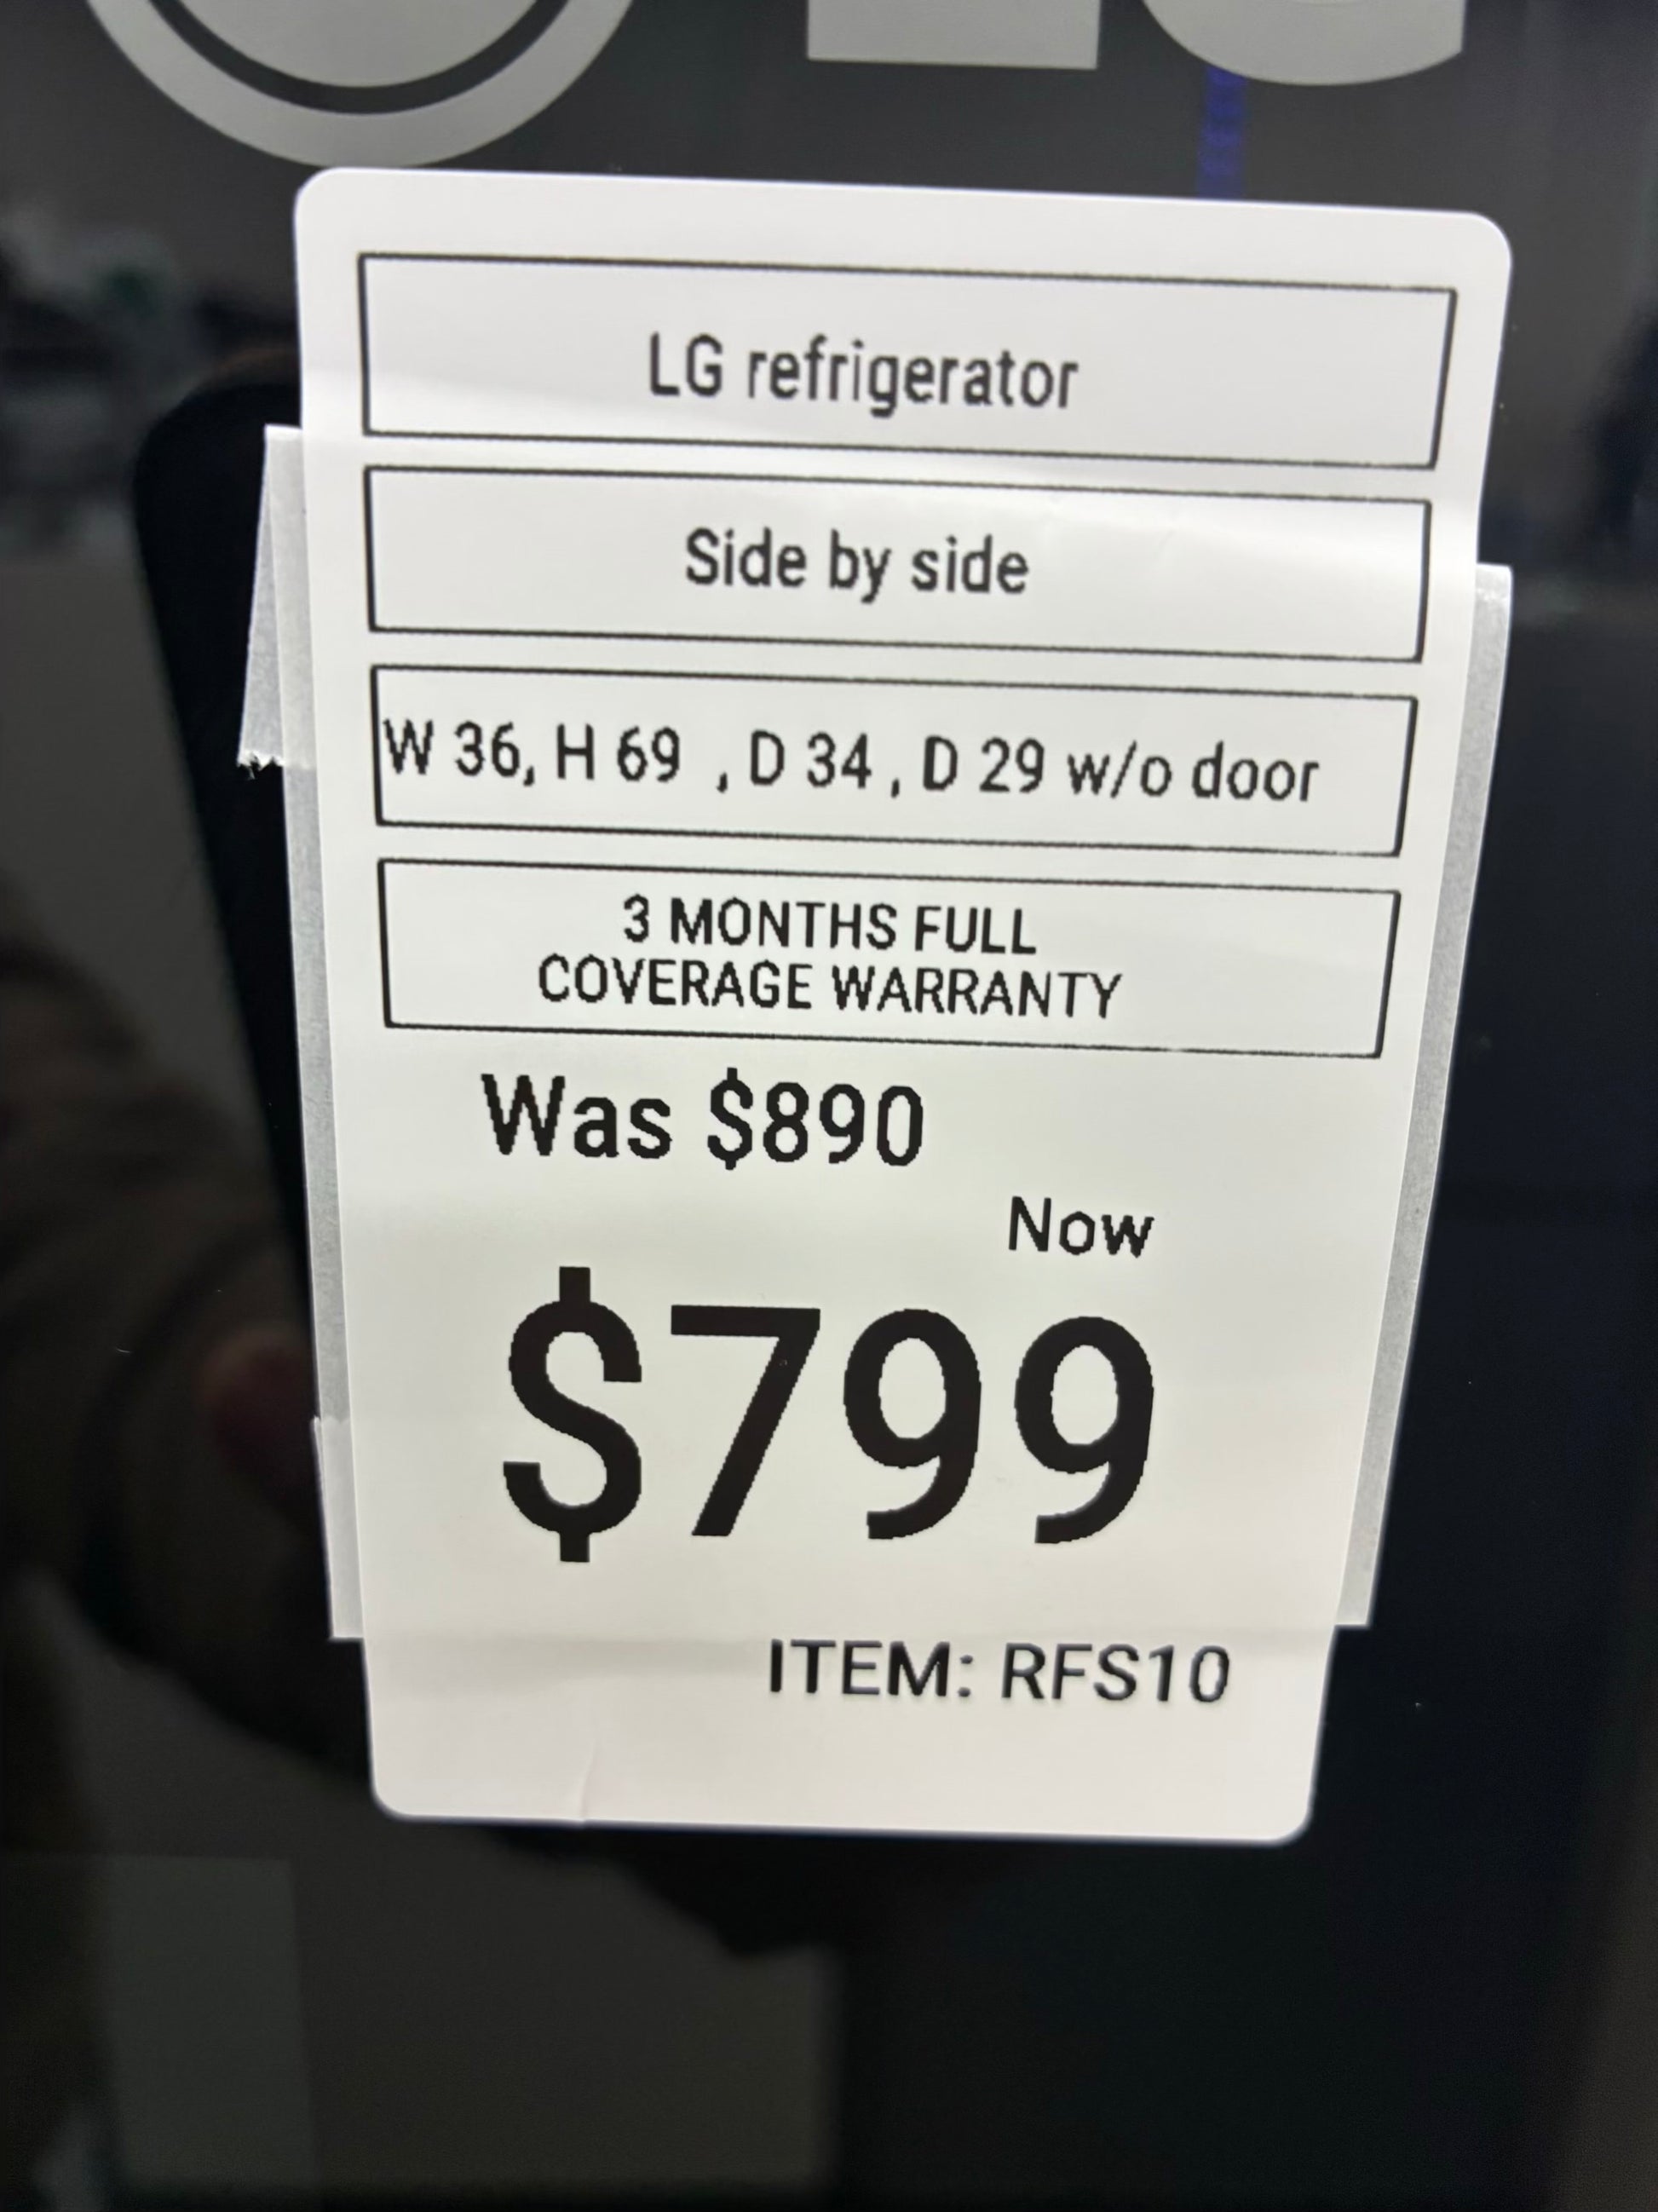 LG refrigerator
Side by side
W 36, H 69 , D 34 , D 29 w/o door
3 MONTHS FULL
COVERAGE WARRANTY
Was $890
Now
$799
ITEM: RFS10